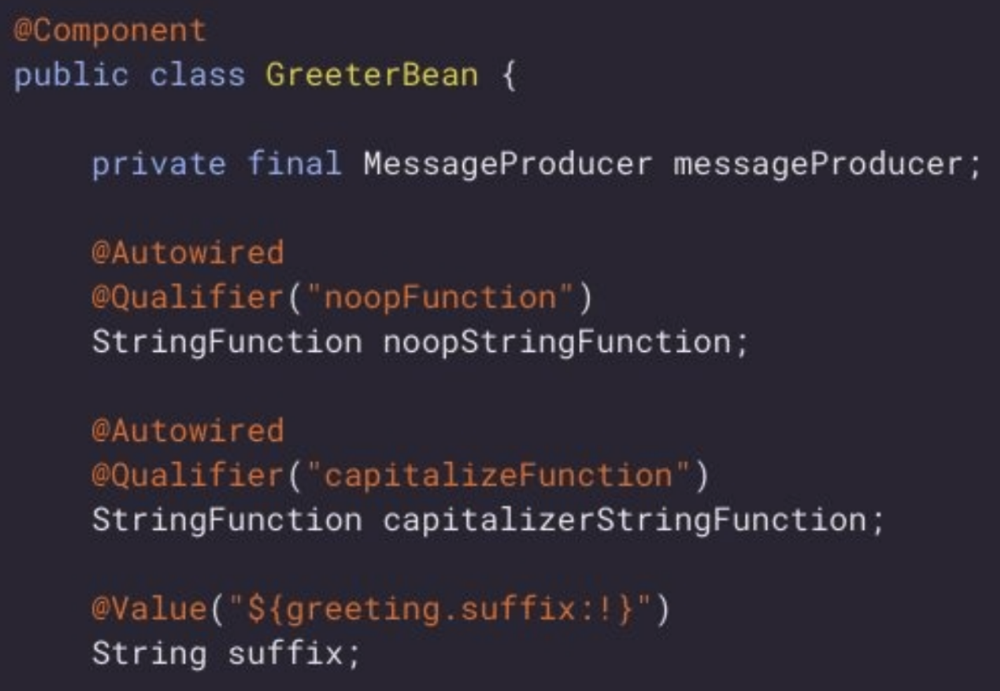 @Component
public class GreeterBean {
private final MessageProducer messageProducer;
@Autowired
@Qualifier("noopFunction")
StringFunction noopStringFunction;
@Autowired
@Qualifier("capitalizeFunction")
StringFunction capitalizerStringFunction;
@Value("${greeting.suffix:!}")
String suffix;